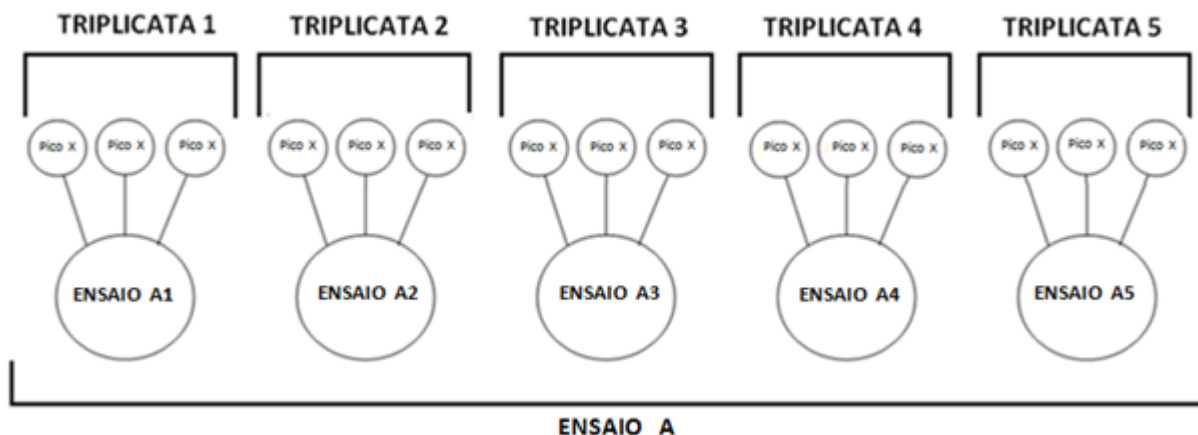 TRIPLICATA 1 TRIPLICATA 2 TRIPLICATA 3 TRIPLICATA 4 TRIPLICATA 5
Pico X Pico X Pico X Pico X Pico X Pico X Pico X Pico X Pico X Pico X Pico X Pico X Pico X Pico X Pico X
ENSAIO A1 ENSAIO A2 ENSAIO A3 ENSAIO A4 ENSAIO A5
ENSAIO A